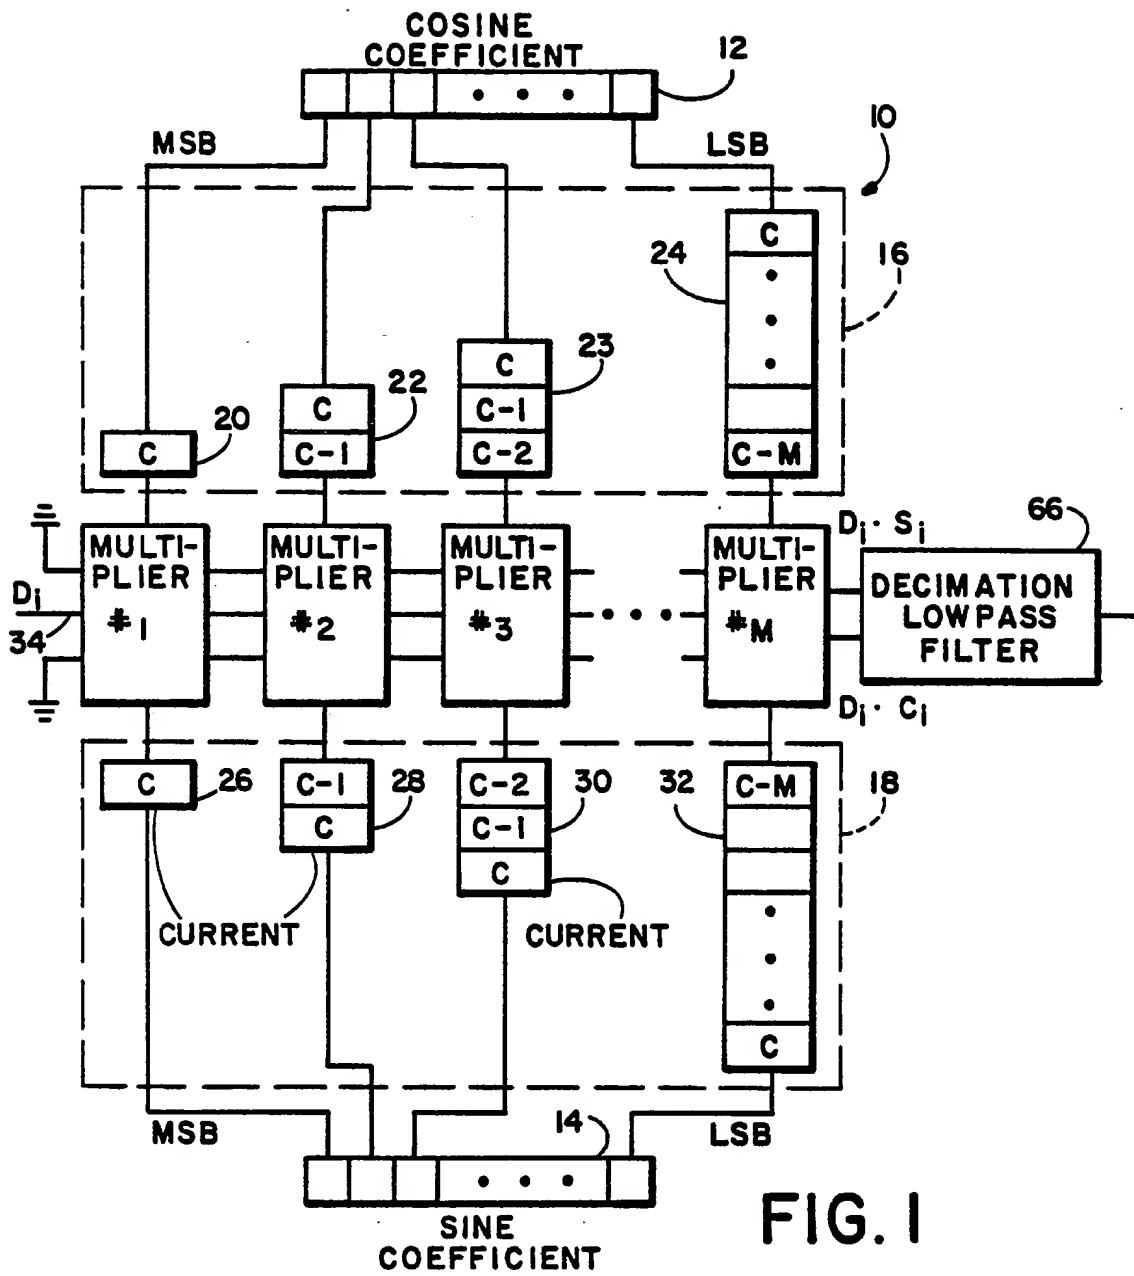 COSINE
COEFFICIENT
12
MSB
LSB
10
C
24
16
C
23
C
22
C-1
20
C
C-1
C-2
C-M
C
Di · Si
66
MULTI-
PLIER
#1
MULTI-
PLIER
#2
MULTI-
PLIER
#3
MULTI-
PLIER
#M
DECIMATION
LOWPASS
FILTER
Di
34
Di · Ci
C
26
C-1
28
C-2
30
32
C-M
18
C
C-1
C
CURRENT
CURRENT
C
MSB
14
LSB
SINE
COEFFICIENT
FIG. 1